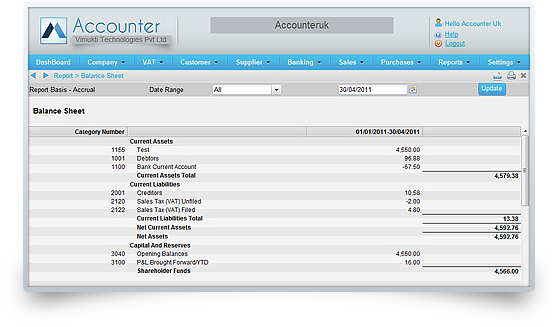 Accounter
Vimukti Technologies Pvt Ltd
Accounteruk
Hello Accounter Uk
Help
Logout
DashBoard Company VAT Customer Supplier Banking Sales Purchases Reports Settings
Report > Balance Sheet
Report Basis - Accrual Date Range All 30/04/2011 Update
Balance Sheet
Category Number 01/01/2011-30/04/2011
Current Assets
1155 Test 4,550.00
1001 Debtors 96.88
1100 Bank Current Account -67.50
Current Assets Total 4,579.38
Current Liabilities
2001 Creditors 10.58
2120 Sales Tax (VAT) Unfiled -2.00
2122 Sales Tax (VAT) Filed 4.80
Current Liabilities Total 13.38
Net Current Assets 4,592.76
Net Assets 4,592.76
Capital And Reserves
3040 Opening Balances 4,550.00
3100 P&L Brought Forward/YTD 16.00
Shareholder Funds 4,566.00